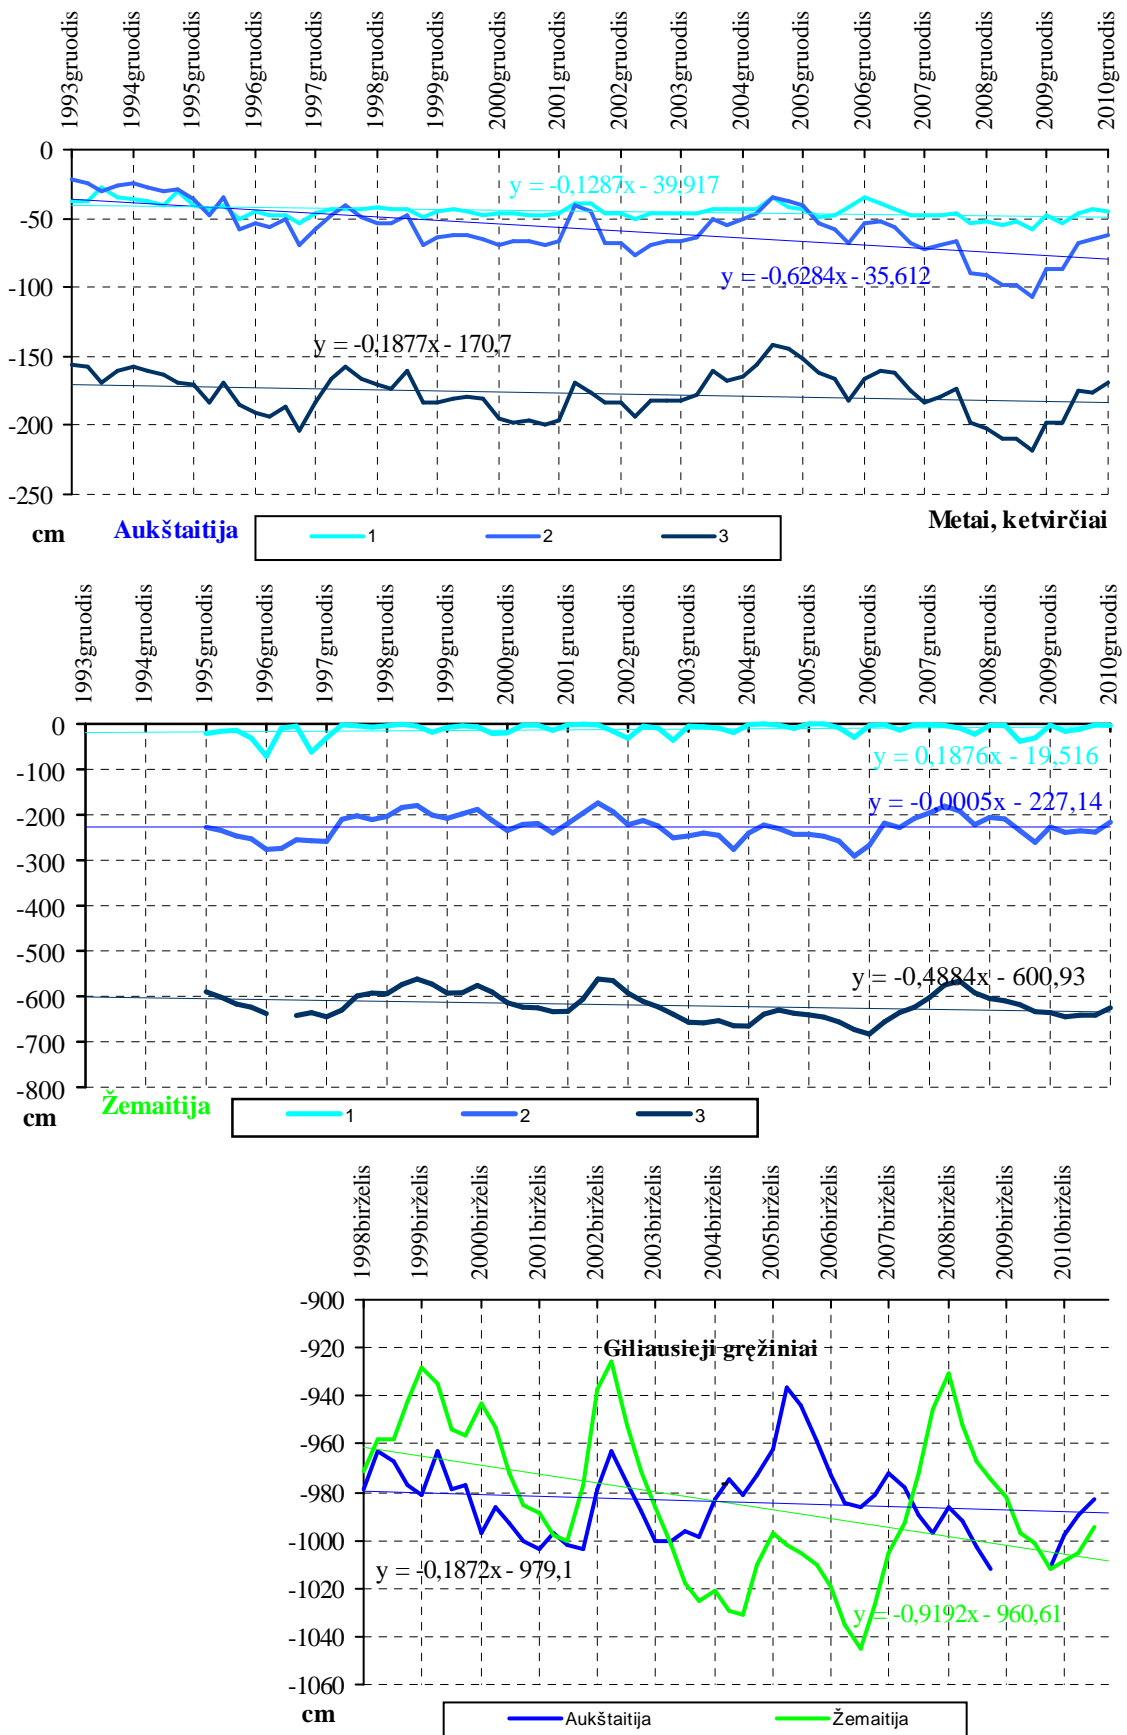 1993gruodis
1994gruodis
1995gruodis
1996gruodis
1997gruodis
1998gruodis
1999gruodis
2000gruodis
2001gruodis
2002gruodis
2003gruodis
2004gruodis
2005gruodis
2006gruodis
2007gruodis
2008gruodis
2009gruodis
2010gruodis
0
-50
-100
-150
-200
-250
y = -0,1287x - 39,917
y = -0,6284x - 35,612
y = -0,1877x - 170,7
cm
Aukštaitija
1
2
3
Metai, ketvirčiai
1993gruodis
1994gruodis
1995gruodis
1996gruodis
1997gruodis
1998gruodis
1999gruodis
2000gruodis
2001gruodis
2002gruodis
2003gruodis
2004gruodis
2005gruodis
2006gruodis
2007gruodis
2008gruodis
2009gruodis
2010gruodis
0
-100
-200
-300
-400
-500
-600
-700
-800
y = 0,1876x - 19,516
y = -0,0005x - 227,14
y = -0,4884x - 600,93
cm
Žemaitija
1
2
3
1998birželis
1999birželis
2000birželis
2001birželis
2002birželis
2003birželis
2004birželis
2005birželis
2006birželis
2007birželis
2008birželis
2009birželis
2010birželis
-900
-920
-940
-960
-980
-1000
-1020
-1040
-1060
Giliausieji gręžiniai
y = -0,1872x - 979,1
y = -0,9192x - 960,61
cm
Aukštaitija
Žemaitija